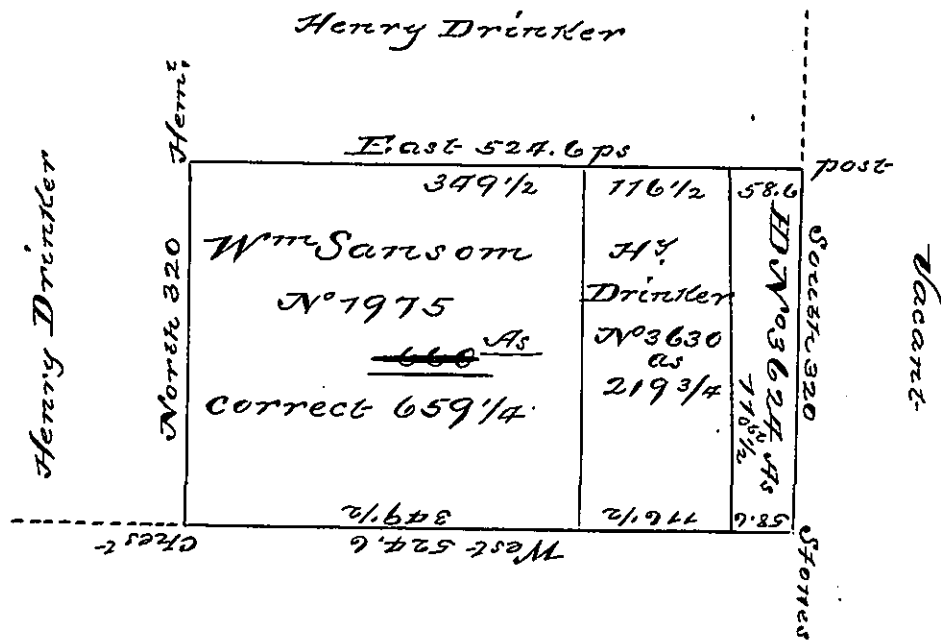 Henry Drinker
Hem:
East 524.6 ps
post
349 1/2
116 1/2
58.6
Henry Drinker
North 320
Wm Sansom
No 1975
660 As
correct 659 1/4
Hy.
Drinker
No 3630
as
219 3/4
HD No 3624 As
110 1/2
South 320
Vacant
349 1/2
116 1/2
58.6
Chest
West 524.6
Stones